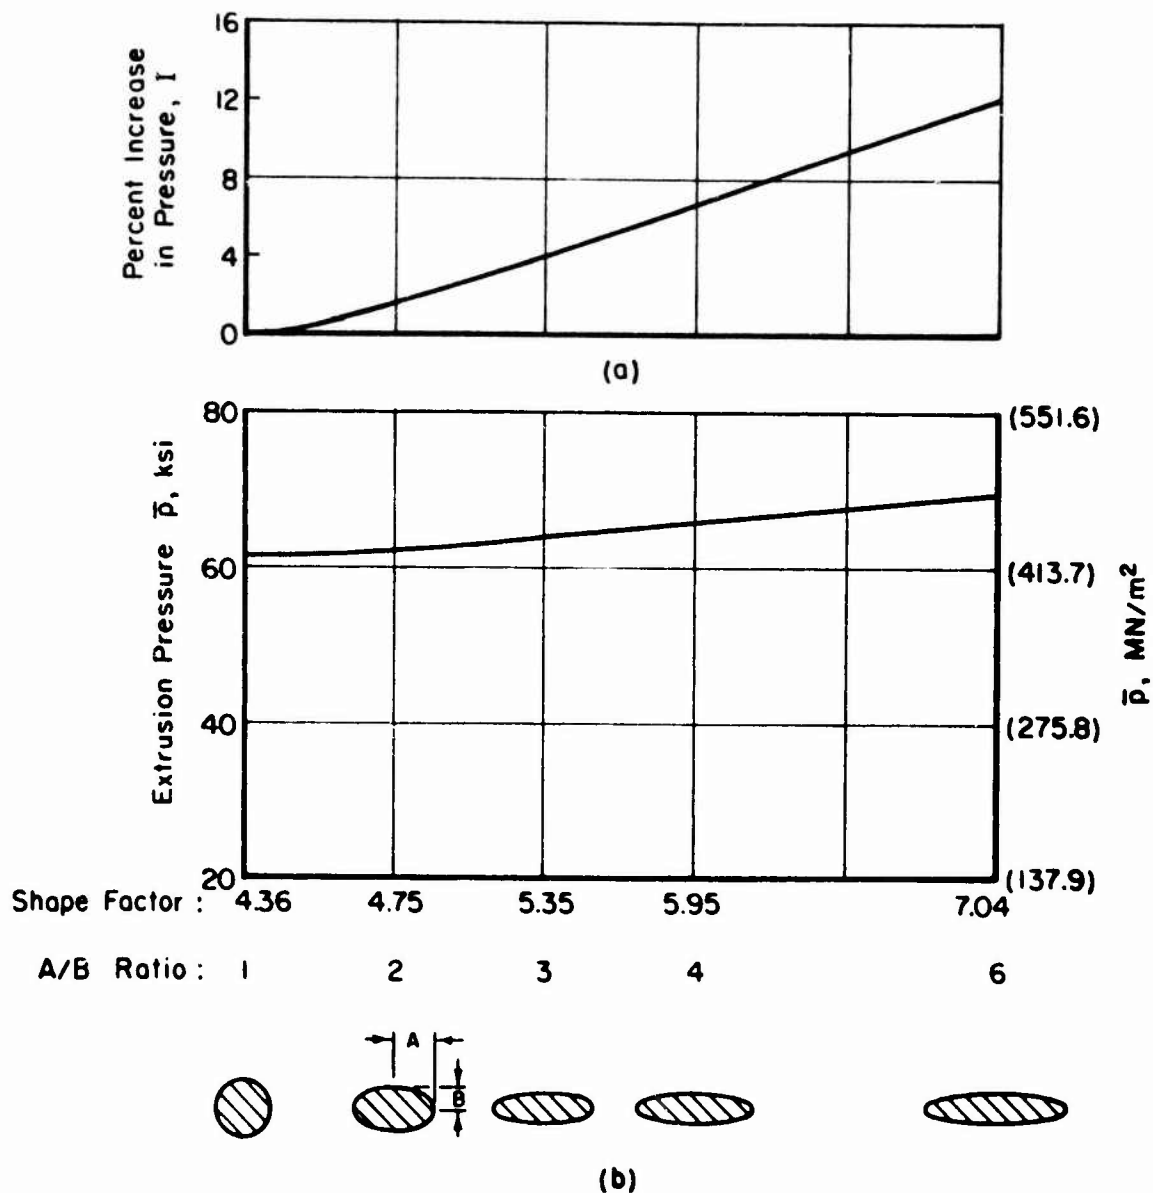 16
12
8
4
0
Percent Increase
in Pressure, I
(a)
80
60
40
20
Extrusion Pressure p̅, ksi
(551.6)
(413.7)
(275.8)
(137.9)
p̅, MN/m²
Shape Factor : 4.36 4.75 5.35 5.95 7.04
A/B Ratio : 1 2 3 4 6
A
B
(b)